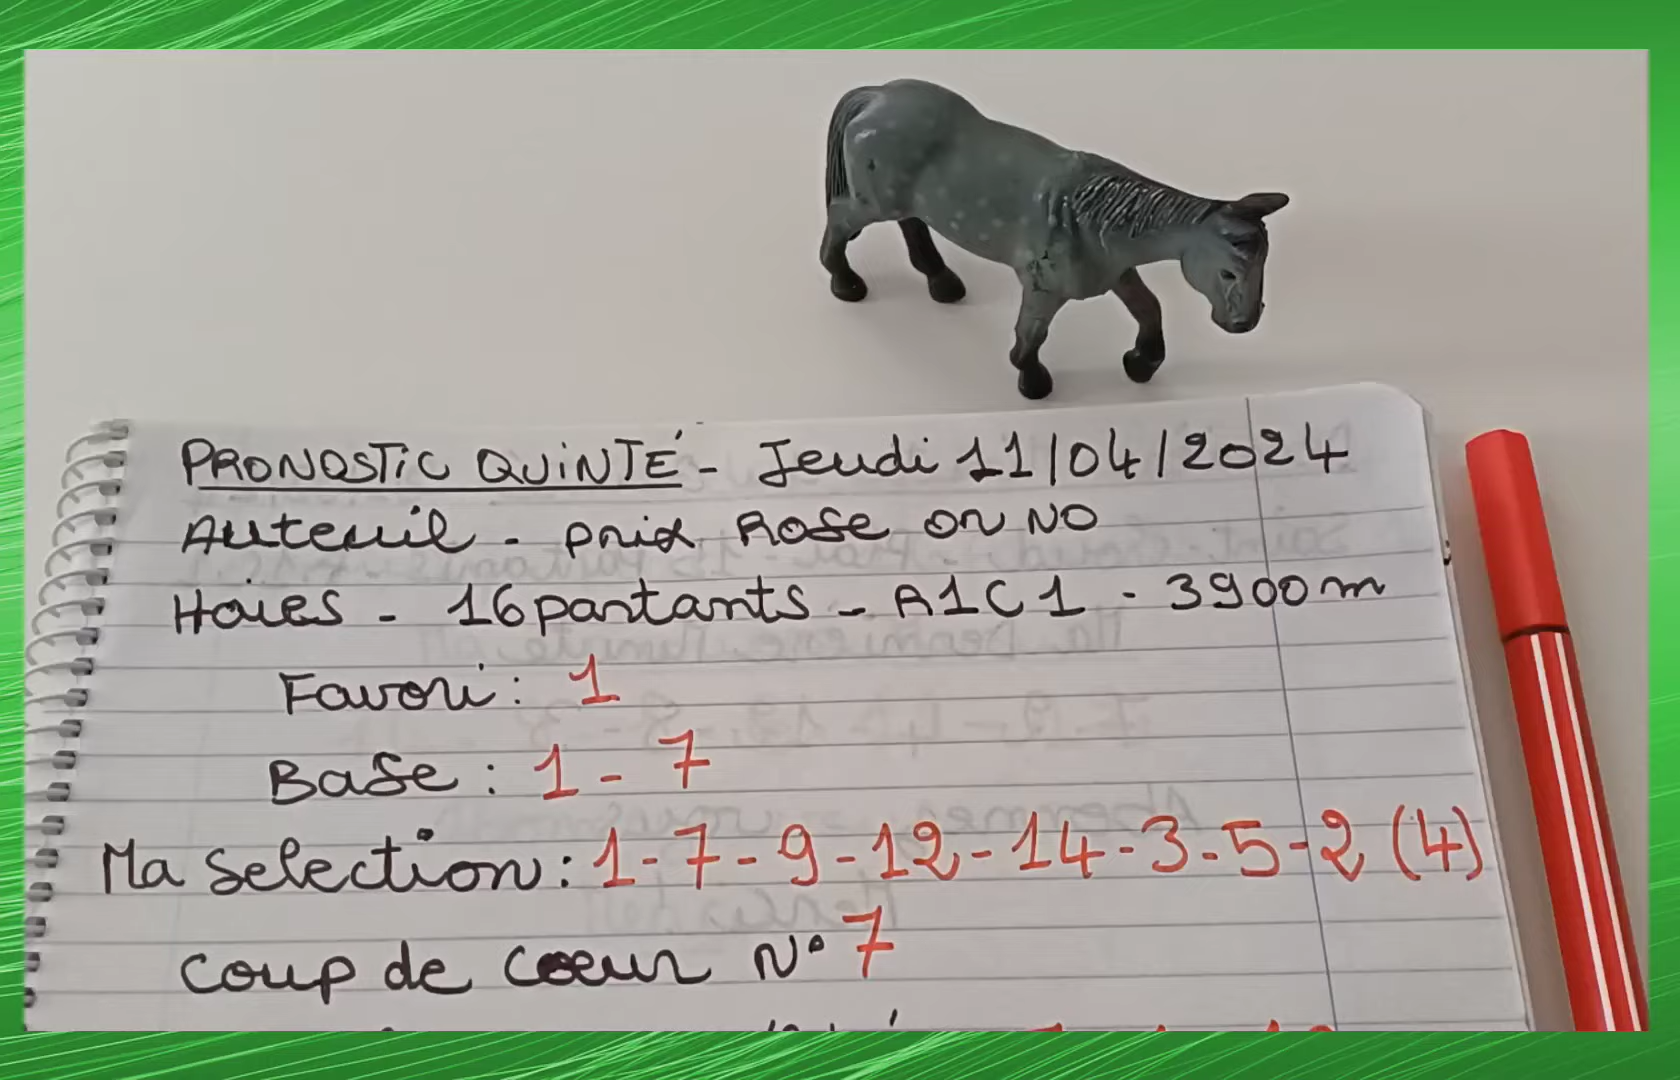 PRONOSTIC QUINTÉ - Jeudi 11/04/2024
Auteuil - prix Rose or No
Haies - 16 partants - A1C1 - 3900m
Favori : 1
Base : 1 - 7
Ma selection : 1 - 7 - 9 - 12 - 14 - 3 - 5 - 2 (4)
coup de coeur N° 7